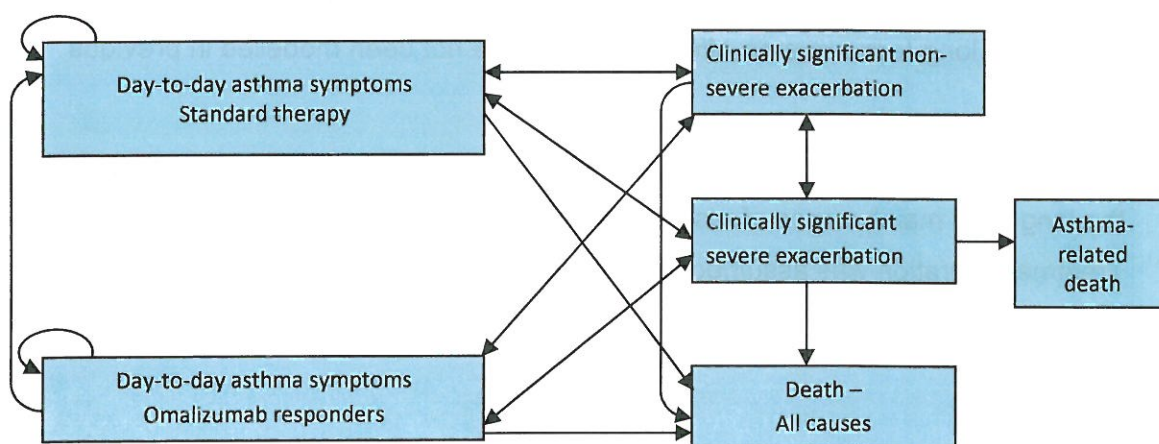 Day-to-day asthma symptoms
Standard therapy
Clinically significant non-
severe exacerbation
Clinically significant
severe exacerbation
Asthma-
related
death
Day-to-day asthma symptoms
Omalizumab responders
Death –
All causes